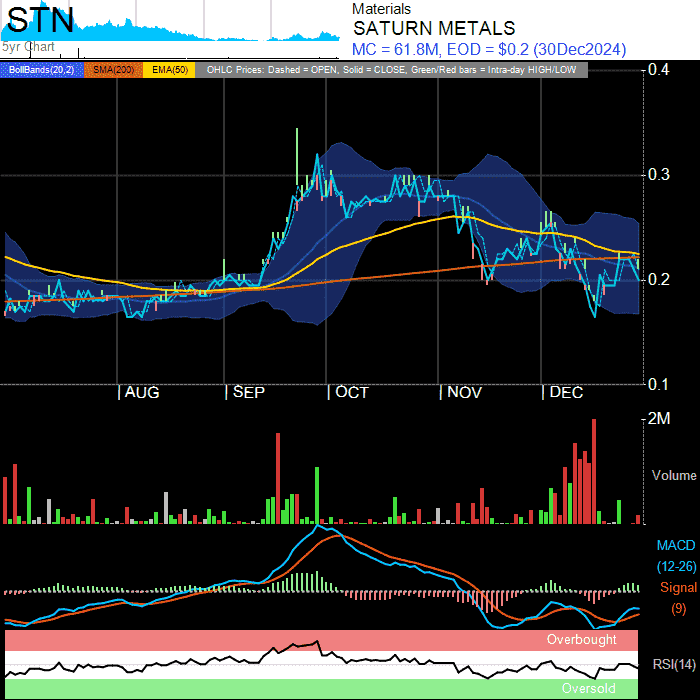 STN
5yr Chart
Materials
SATURN METALS
MC = 61.8M, EOD = $0.2 (30Dec2024)
BollBands(20,2) SMA(200) EMA(50) OHLC Prices: Dashed = OPEN, Solid = CLOSE, Green/Red bars = Intra-day HIGH/LOW
0.4
0.3
0.2
0.1
AUG SEP OCT NOV DEC
2M
Volume
MACD
(12-26)
Signal
(9)
Overbought
RSI(14)
Oversold